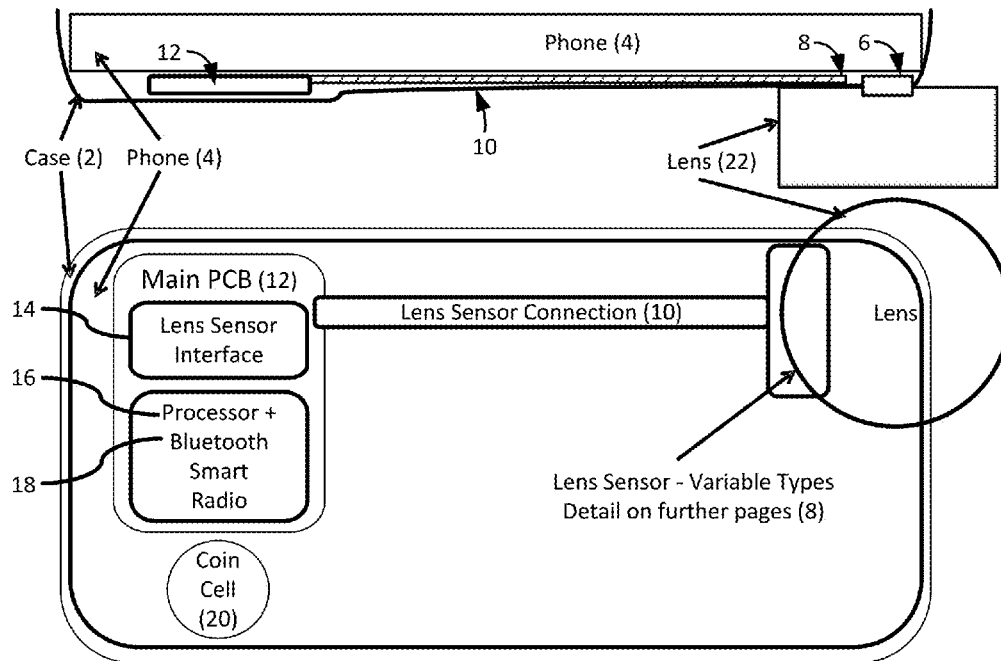 Phone (4)
12
8
6
10
Case (2)
Phone (4)
Lens (22)
Main PCB (12)
14
Lens Sensor
Interface
Lens Sensor Connection (10)
Lens
16
Processor +
Bluetooth
Smart
Radio
18
Lens Sensor - Variable Types
Detail on further pages (8)
Coin
Cell
(20)